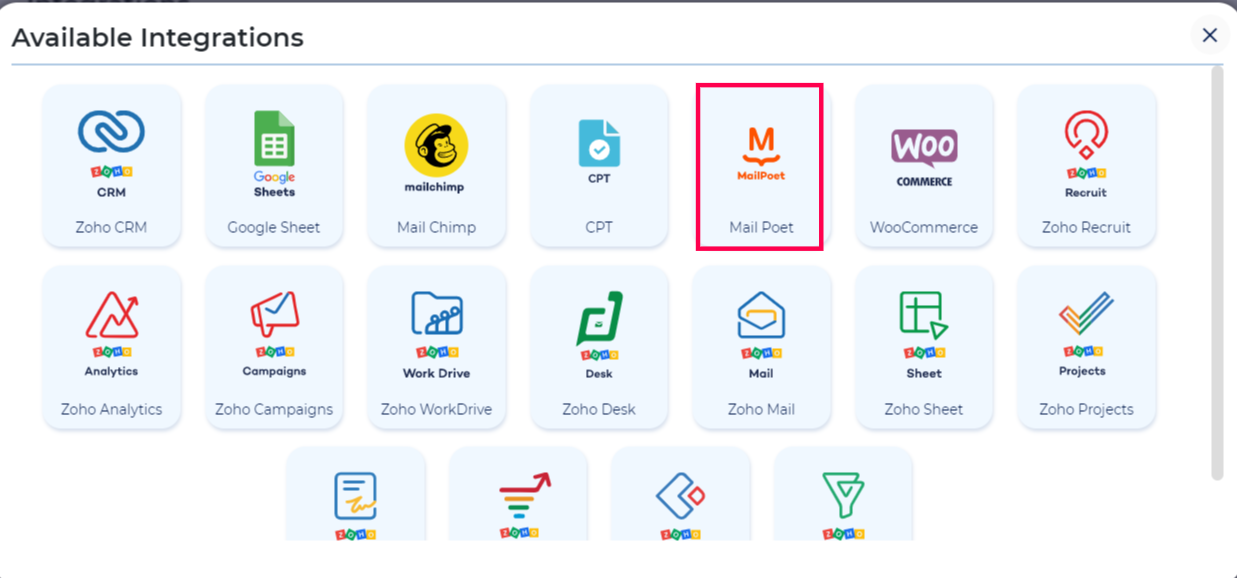 Available Integrations
ZOHO
CRM
Zoho CRM
Google
Sheets
Google Sheet
mailchimp
Mail Chimp
CPT
CPT
M
MailPoet
Mail Poet
WOO
COMMERCE
WooCommerce
ZOHO
Recruit
Zoho Recruit
ZOHO
Analytics
Zoho Analytics
ZOHO
Campaigns
Zoho Campaigns
ZOHO
Work Drive
Zoho WorkDrive
ZOHO
Desk
Zoho Desk
ZOHO
Mail
Zoho Mail
ZOHO
Sheet
Zoho Sheet
ZOHO
Projects
Zoho Projects
ZOHO
ZOHO
ZOHO
ZOHO